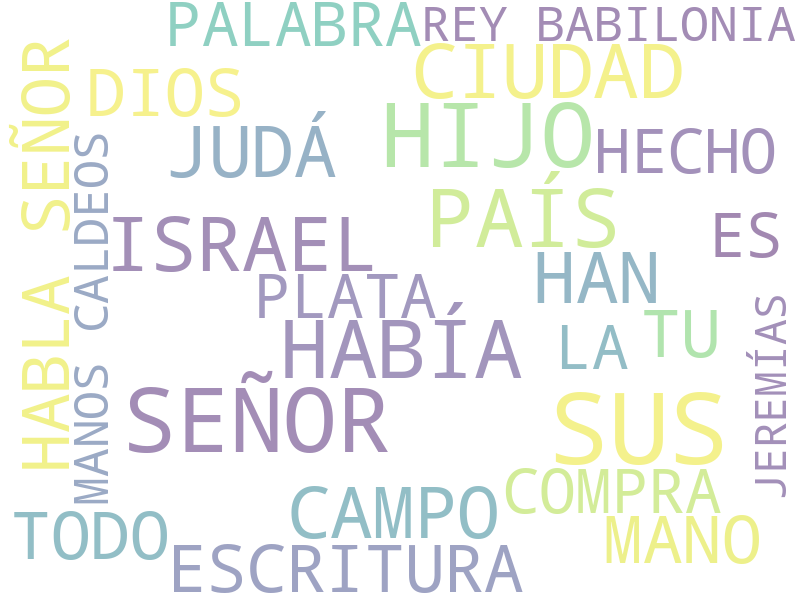 PALABRA
REY BABILONIA
CIUDAD
DIOS
HABLA SEÑOR
HIJO
JUDÁ
HECHO
MANOS CALDEOS
PAÍS
ISRAEL
ES
HAN
PLATA
HABÍA
TU
LA
JEREMÍAS
SEÑOR
SUS
COMPRA
CAMPO
TODO
MANO
ESCRITURA